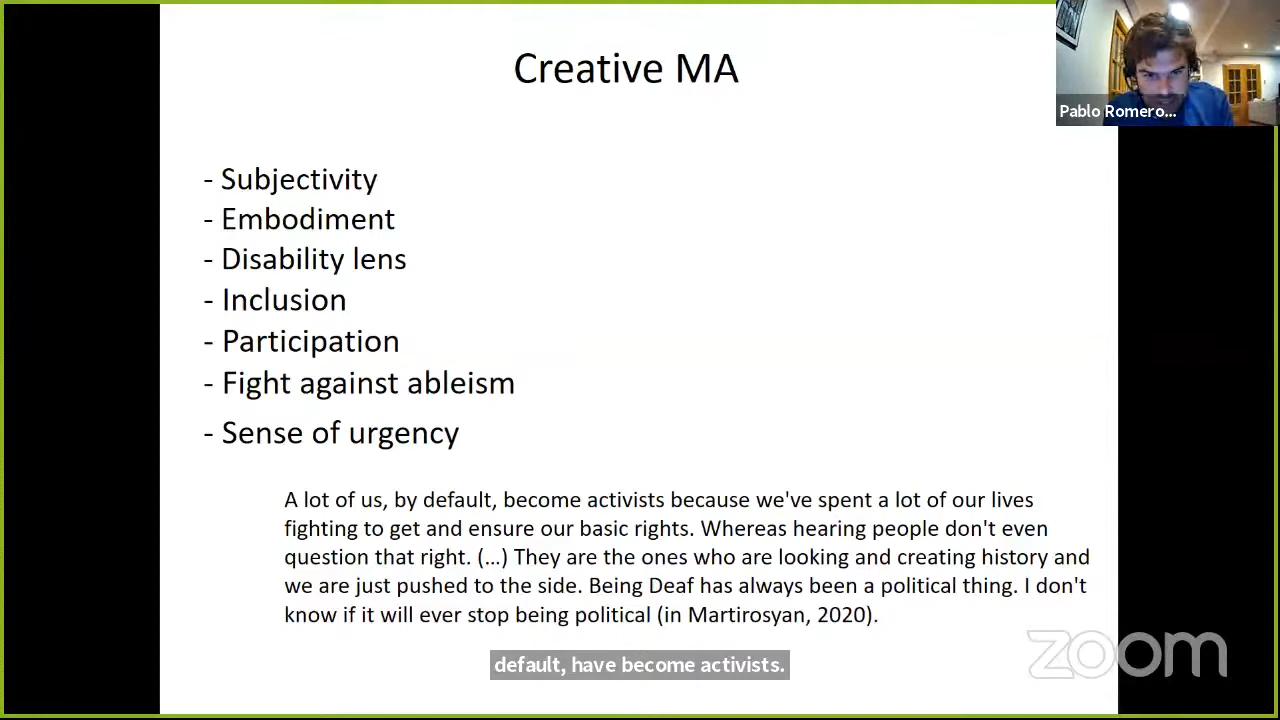 Creative MA
Pablo Romero...
- Subjectivity
- Embodiment
- Disability lens
- Inclusion
- Participation
- Fight against ableism
- Sense of urgency
A lot of us, by default, become activists because we've spent a lot of our lives
fighting to get and ensure our basic rights. Whereas hearing people don't even
question that right. (...) They are the ones who are looking and creating history and
we are just pushed to the side. Being Deaf has always been a political thing. I don't
know if it will ever stop being political (in Martirosyan, 2020).
default, have become activists.
zoom